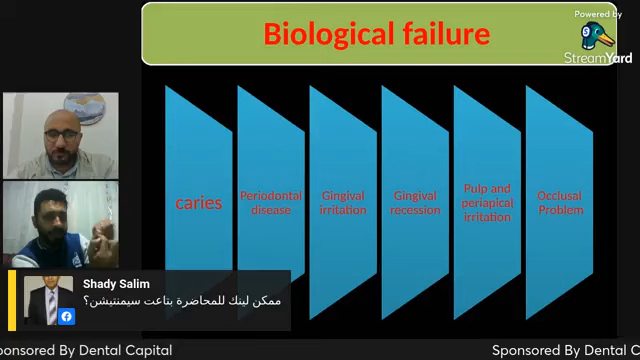 Biological failure
Powered by
StreamYard
caries
Periodontal
disease
Gingival
irritation
Gingival
recession
Pulp and
periapical
irritation
Occlusal
Problem
Shady Salim
ممكن لينك للمحاضرة بتاعت سيمنتيشن؟
ponsored By Dental Capital
Sponsored By Dental C